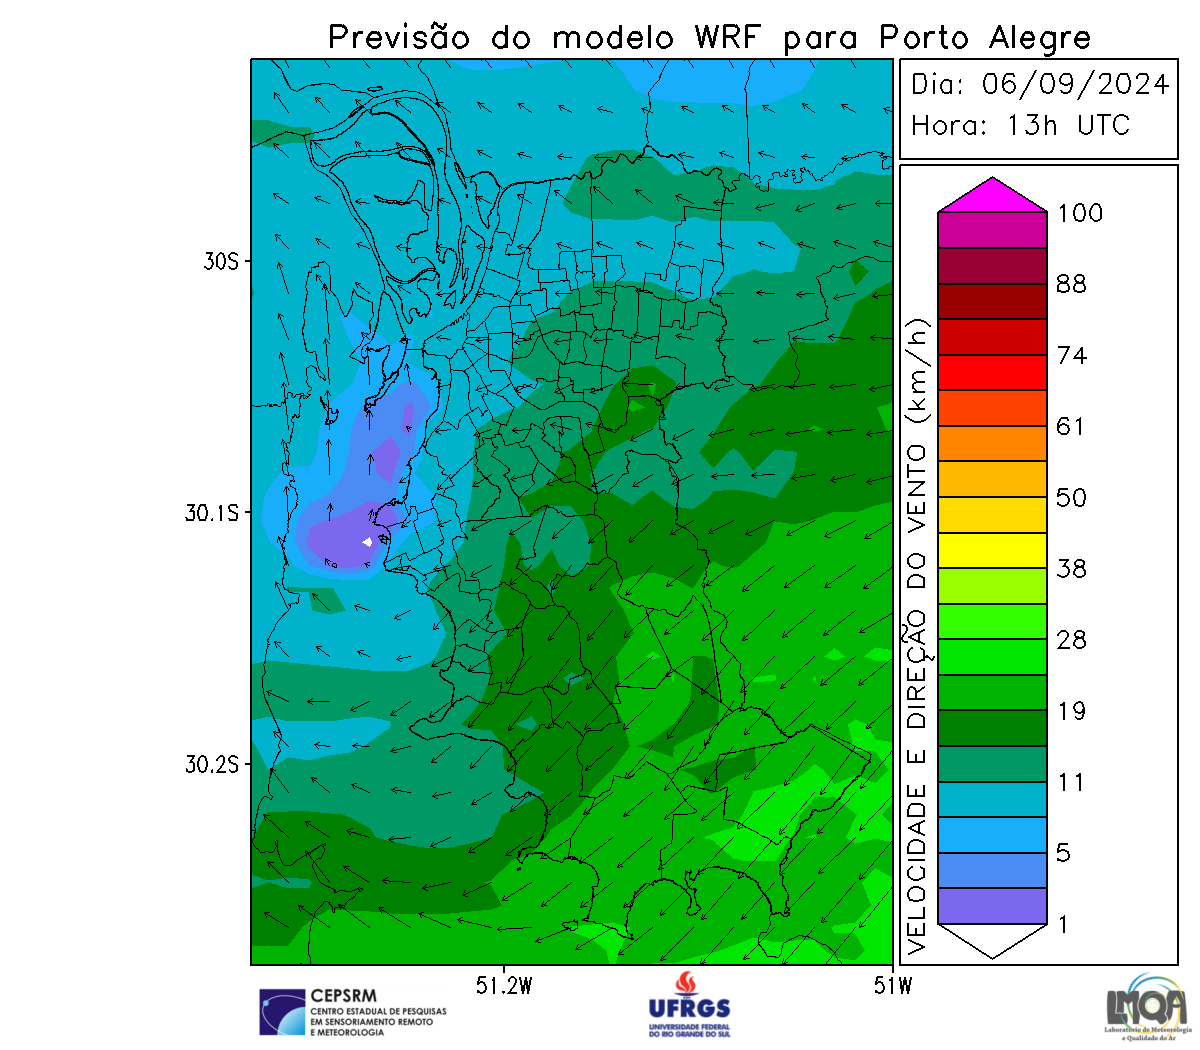 Previsão do modelo WRF para Porto Alegre
Dia: 06/09/2024
Hora: 13h UTC
100
88
74
61
50
38
28
19
11
5
1
VELOCIDADE E DIREÇÃO DO VENTO (km/h)
30S
30.1S
30.2S
51.2W
51W
CEPSRM
CENTRO ESTADUAL DE PESQUISAS
EM SENSORIAMENTO REMOTO
E METEOROLOGIA
UFRGS
UNIVERSIDADE FEDERAL
DO RIO GRANDE DO SUL
LMQA
Laboratório de Meteorologia
e Qualidade do Ar